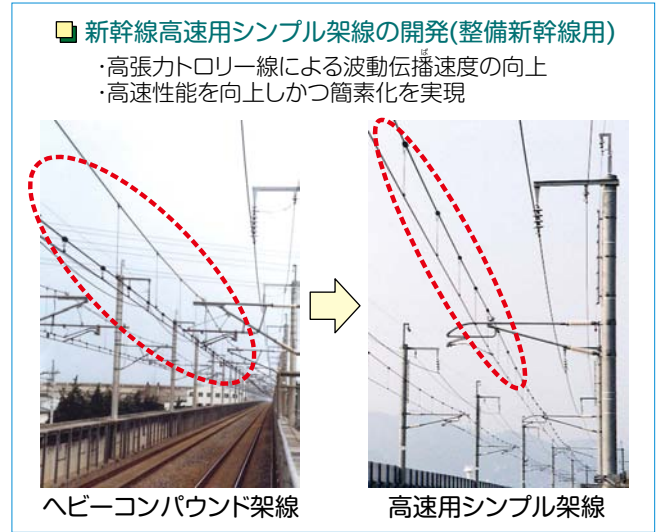 新幹線高速用シンプル架線の開発(整備新幹線用)
・高張力トロリー線による波動伝播速度の向上
ば
・高速性能を向上しかつ簡素化を実現
ヘビーコンパウンド架線
高速用シンプル架線